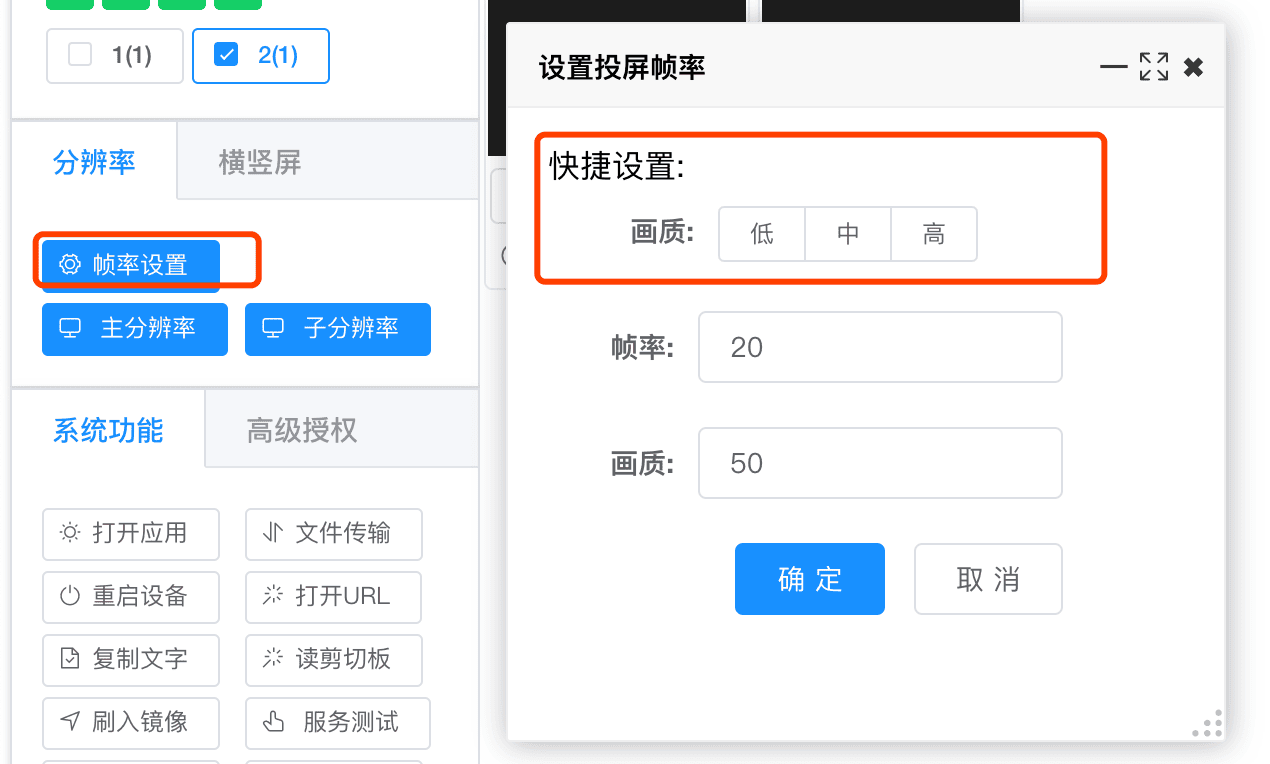 1(1) 2(1)
分辨率 横竖屏
帧率设置
主分辨率 子分辨率
系统功能 高级授权
打开应用 文件传输
重启设备 打开URL
复制文字 读剪切板
刷入镜像 服务测试
设置投屏帧率
快捷设置:
画质: 低 中 高
帧率: 20
画质: 50
确 定 取 消